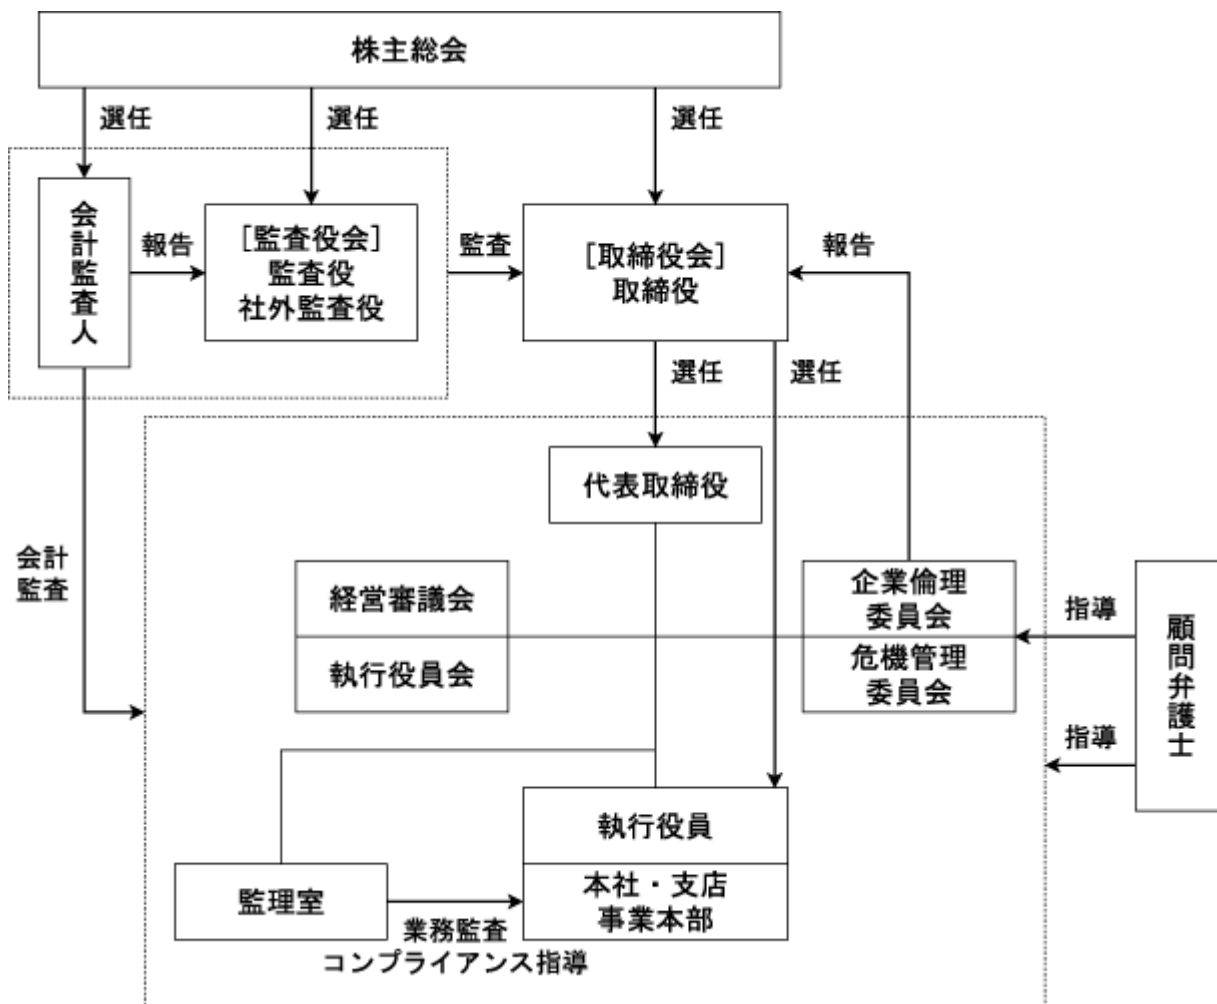 株主総会
選任
選任
選任
会計監査人
報告
[監査役会]
監査役
社外監査役
監査
[取締役会]
取締役
報告
選任
選任
代表取締役
会計
監査
経営審議会
執行役員会
企業倫理
委員会
危機管理
委員会
指導
指導
顧問弁護士
執行役員
本社・支店
事業本部
監理室
業務監査
コンプライアンス指導